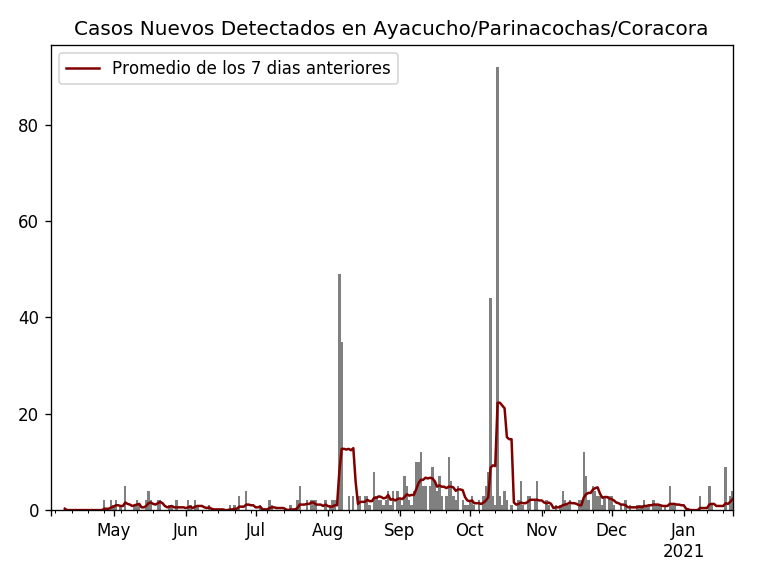 Casos Nuevos Detectados en Ayacucho/Parinacochas/Coracora
Promedio de los 7 dias anteriores
80
60
40
20
0
May Jun Jul Aug Sep Oct Nov Dec Jan
2021